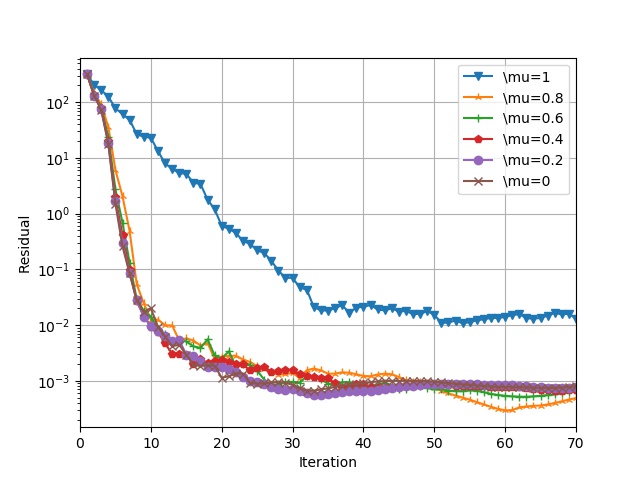 10²
10¹
10⁰
10⁻¹
10⁻²
10⁻³
Residual
0 10 20 30 40 50 60 70
Iteration
\mu=1
\mu=0.8
\mu=0.6
\mu=0.4
\mu=0.2
\mu=0